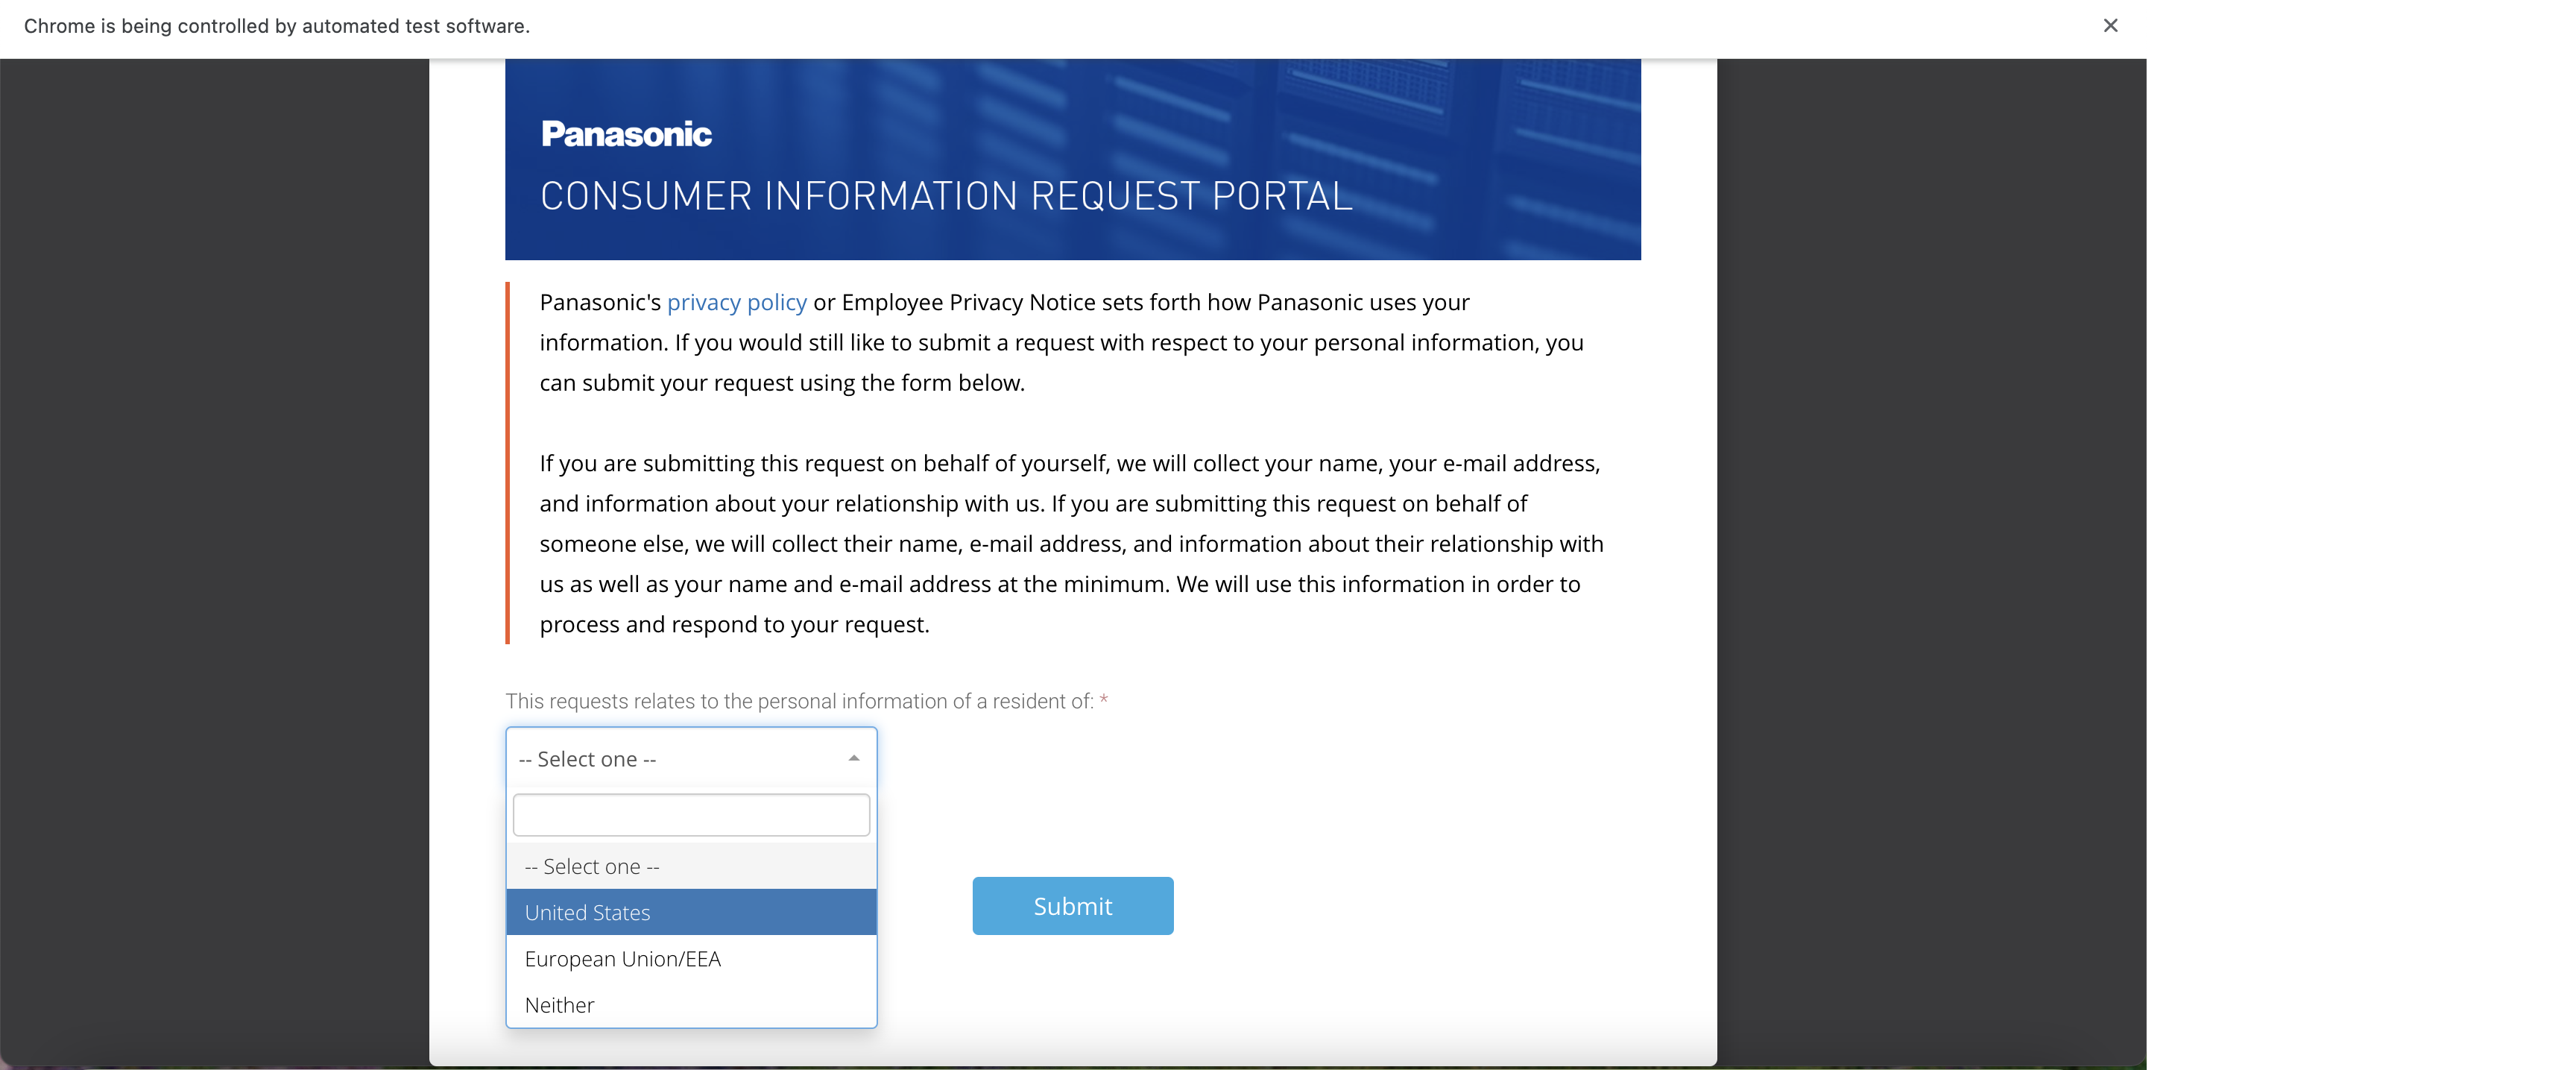 Chrome is being controlled by automated test software.
Panasonic
CONSUMER INFORMATION REQUEST PORTAL
Panasonic's privacy policy or Employee Privacy Notice sets forth how Panasonic uses your
information. If you would still like to submit a request with respect to your personal information, you
can submit your request using the form below.
If you are submitting this request on behalf of yourself, we will collect your name, your e-mail address,
and information about your relationship with us. If you are submitting this request on behalf of
someone else, we will collect their name, e-mail address, and information about their relationship with
us as well as your name and e-mail address at the minimum. We will use this information in order to
process and respond to your request.
This requests relates to the personal information of a resident of: *
-- Select one --
-- Select one --
United States
European Union/EEA
Neither
Submit